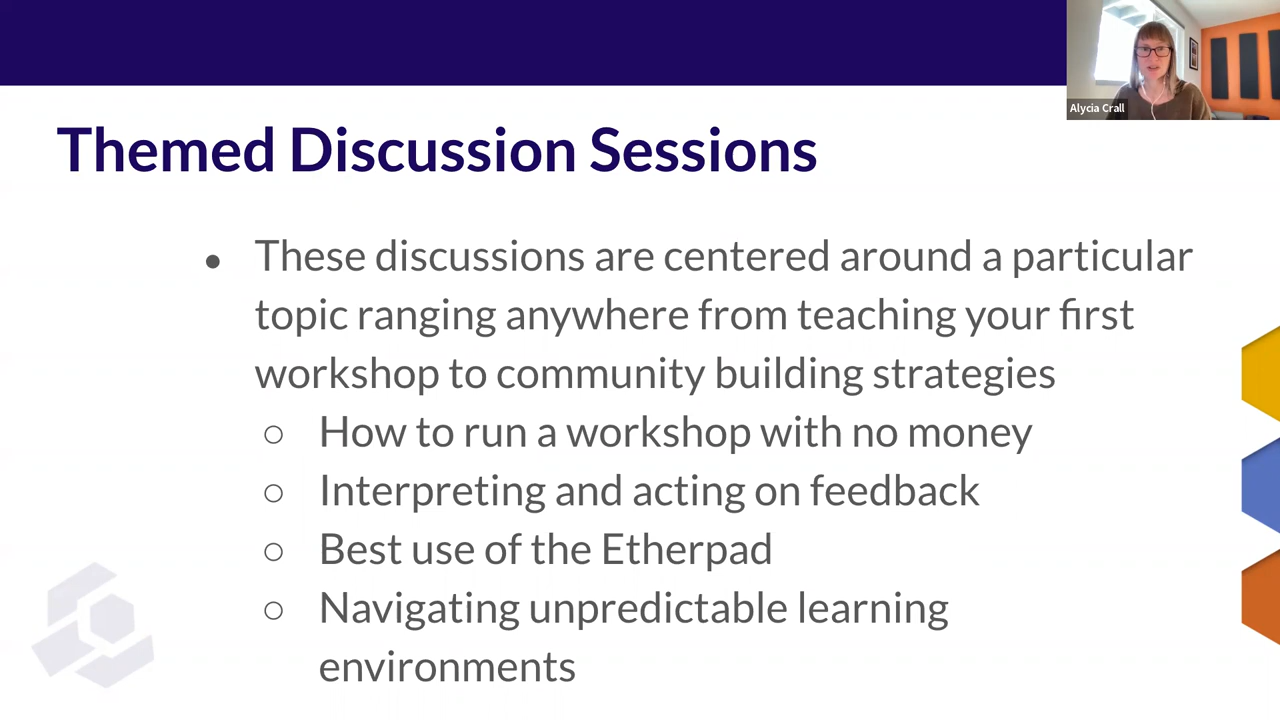 Alycia Crall
Themed Discussion Sessions
● These discussions are centered around a particular
topic ranging anywhere from teaching your first
workshop to community building strategies
○ How to run a workshop with no money
○ Interpreting and acting on feedback
○ Best use of the Etherpad
○ Navigating unpredictable learning
environments